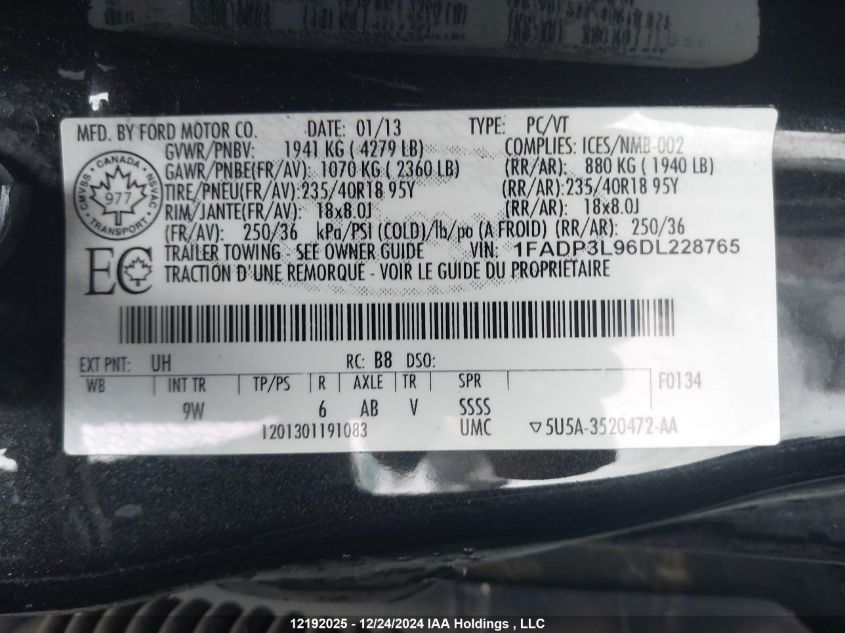 MFD. BY FORD MOTOR CO. DATE: 01/13 TYPE: PC/VT
GVWR/PNBV: 1941 KG ( 4279 LB) COMPLIES: ICES/NMB-002
GAWR/PNBE(FR/AV): 1070 KG ( 2360 LB) (RR/AR): 880 KG ( 1940 LB)
TIRE/PNEU(FR/AV): 235/40R18 95Y (RR/AR): 235/40R18 95Y
RIM/JANTE(FR/AV): 18x8.0J (RR/AR): 18x8.0J
(FR/AV): 250/36 kPa/PSI (COLD)/lb/po (A FROID) (RR/AR): 250/36
TRAILER TOWING - SEE OWNER GUIDE VIN: 1FADP3L96DL228765
TRACTION D'UNE REMORQUE - VOIR LE GUIDE DU PROPRIETAIRE
CANADA
CMVSS NSVAC
977
TRANSPORT
EC
EXT PNT: UH RC: B8 DSO:
WB INT TR TP/PS R AXLE TR SPR F0134
9W 6 AB V SSSS
1201301191083 UMC ▽5U5A-3520472-AA
12192025 - 12/24/2024 IAA Holdings , LLC